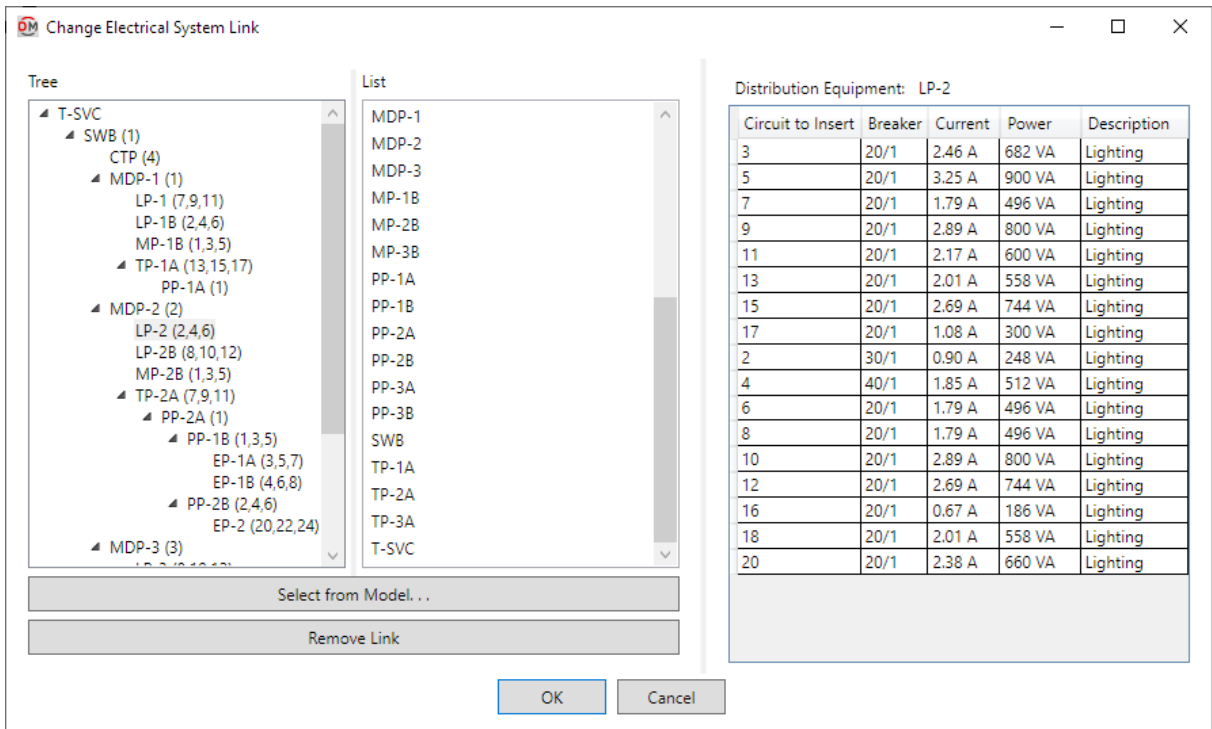 Change Electrical System Link
Tree
T-SVC
SWB (1)
CTP (4)
MDP-1 (1)
LP-1 (7,9,11)
LP-1B (2,4,6)
MP-1B (1,3,5)
TP-1A (13,15,17)
PP-1A (1)
MDP-2 (2)
LP-2 (2,4,6)
LP-2B (8,10,12)
MP-2B (1,3,5)
TP-2A (7,9,11)
PP-2A (1)
PP-1B (1,3,5)
EP-1A (3,5,7)
EP-1B (4,6,8)
PP-2B (2,4,6)
EP-2 (20,22,24)
MDP-3 (3)
List
MDP-1
MDP-2
MDP-3
MP-1B
MP-2B
MP-3B
PP-1A
PP-1B
PP-2A
PP-2B
PP-3A
PP-3B
SWB
TP-1A
TP-2A
TP-3A
T-SVC
Select from Model. . .
Remove Link
Distribution Equipment: LP-2
Circuit to Insert Breaker Current Power Description
3 20/1 2.46 A 682 VA Lighting
5 20/1 3.25 A 900 VA Lighting
7 20/1 1.79 A 496 VA Lighting
9 20/1 2.89 A 800 VA Lighting
11 20/1 2.17 A 600 VA Lighting
13 20/1 2.01 A 558 VA Lighting
15 20/1 2.69 A 744 VA Lighting
17 20/1 1.08 A 300 VA Lighting
2 30/1 0.90 A 248 VA Lighting
4 40/1 1.85 A 512 VA Lighting
6 20/1 1.79 A 496 VA Lighting
8 20/1 1.79 A 496 VA Lighting
10 20/1 2.89 A 800 VA Lighting
12 20/1 2.69 A 744 VA Lighting
16 20/1 0.67 A 186 VA Lighting
18 20/1 2.01 A 558 VA Lighting
20 20/1 2.38 A 660 VA Lighting
OK
Cancel